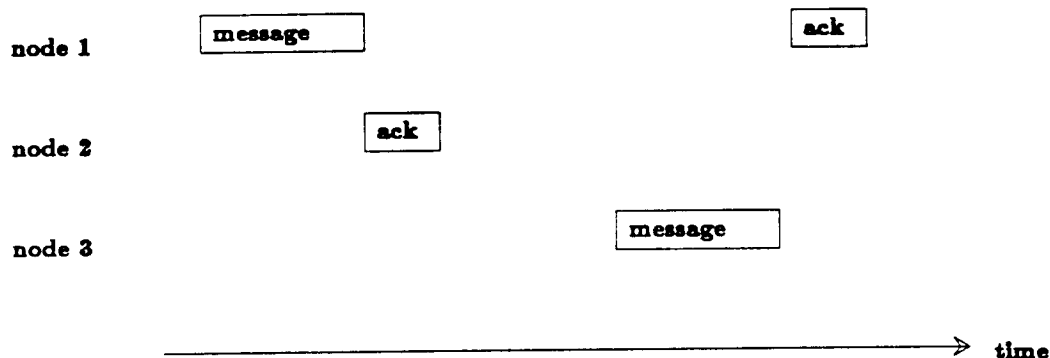 node 1 message ack
node 2 ack
node 3 message
time